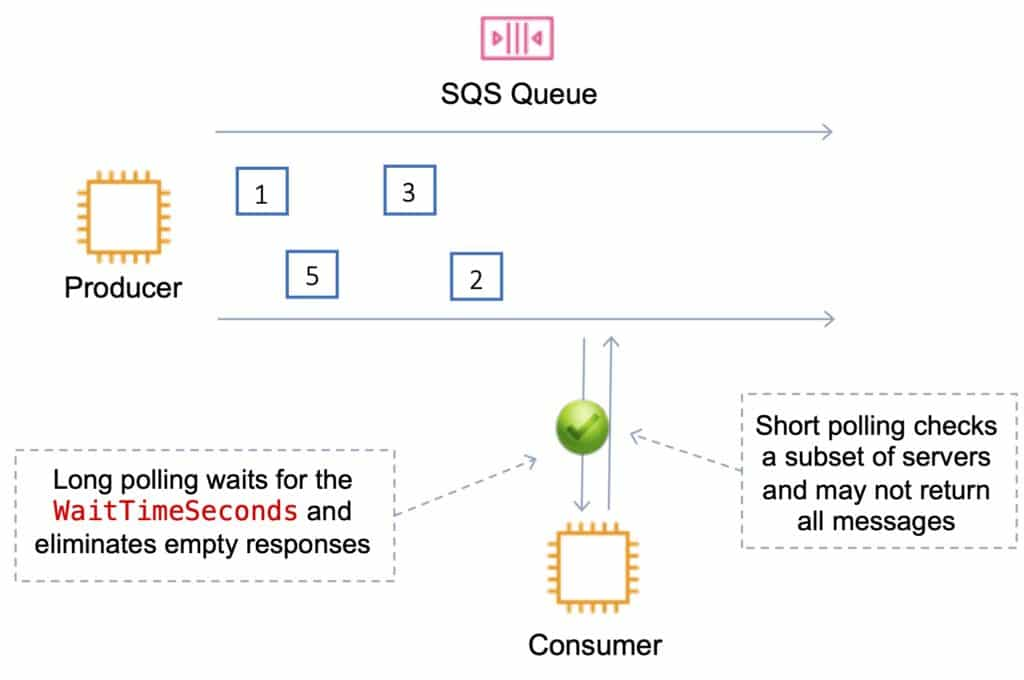 SQS Queue
1
3
5
2
Producer
Short polling checks
a subset of servers
and may not return
all messages
Long polling waits for the
WaitTimeSeconds and
eliminates empty responses
Consumer